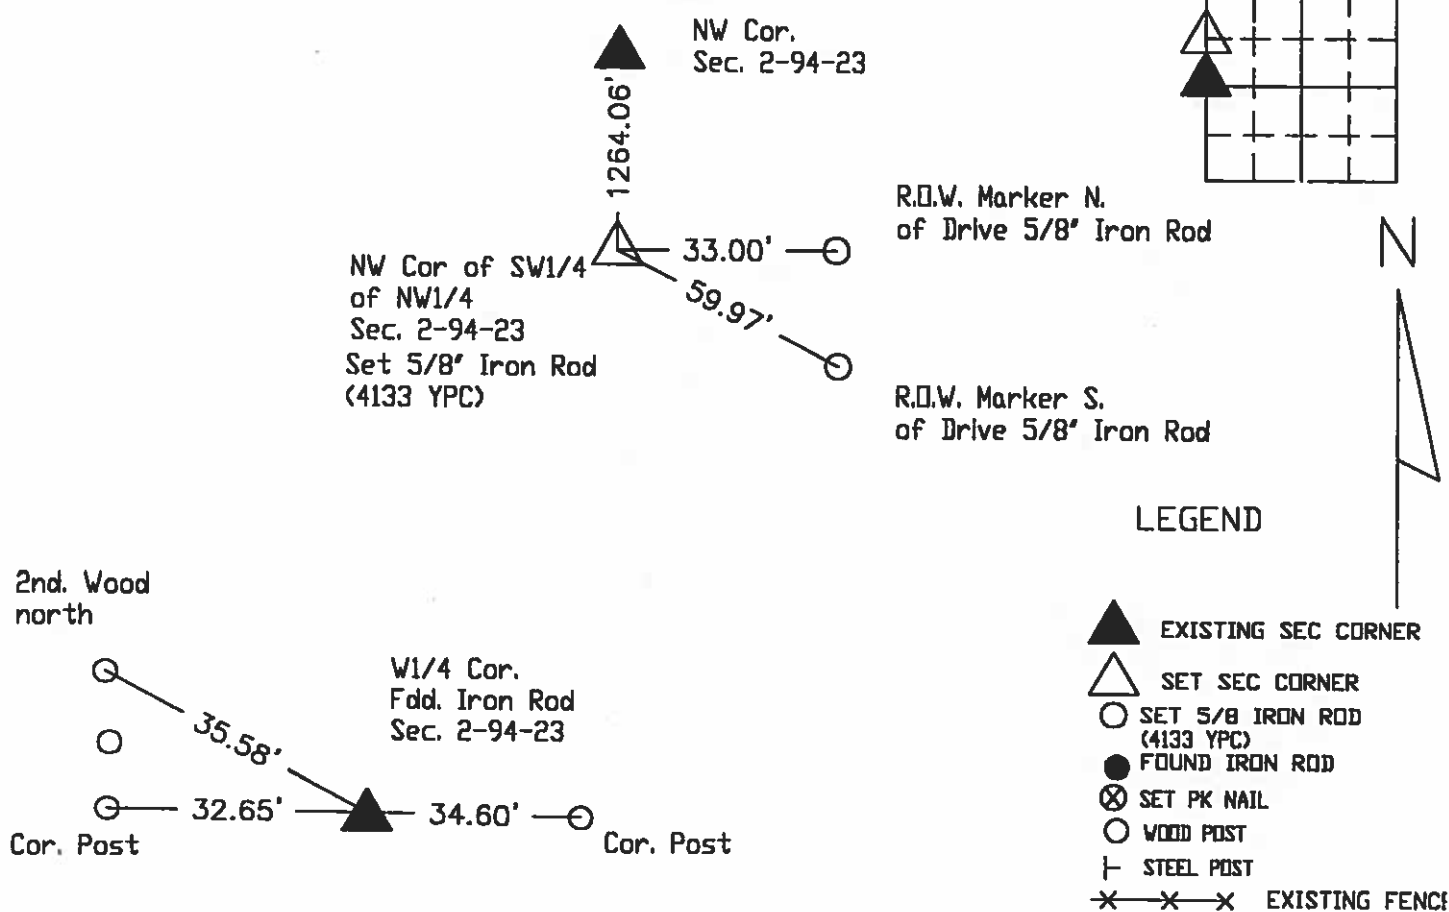 NW Cor.
Sec. 2-94-23
1264.06'
R.O.W. Marker N.
of Drive 5/8" Iron Rod
33.00'
N
NW Cor of SW1/4
of NW1/4
Sec. 2-94-23
Set 5/8" Iron Rod
(4133 YPC)
59.97'
R.O.W. Marker S.
of Drive 5/8" Iron Rod
LEGEND
2nd. Wood
north
W1/4 Cor.
Fdd. Iron Rod
Sec. 2-94-23
35.58'
32.65'
34.60'
Cor. Post
Cor. Post
EXISTING SEC CORNER
SET SEC CORNER
SET 5/8 IRON ROD
(4133 YPC)
FOUND IRON ROD
SET PK NAIL
WOOD POST
STEEL POST
EXISTING FENCE